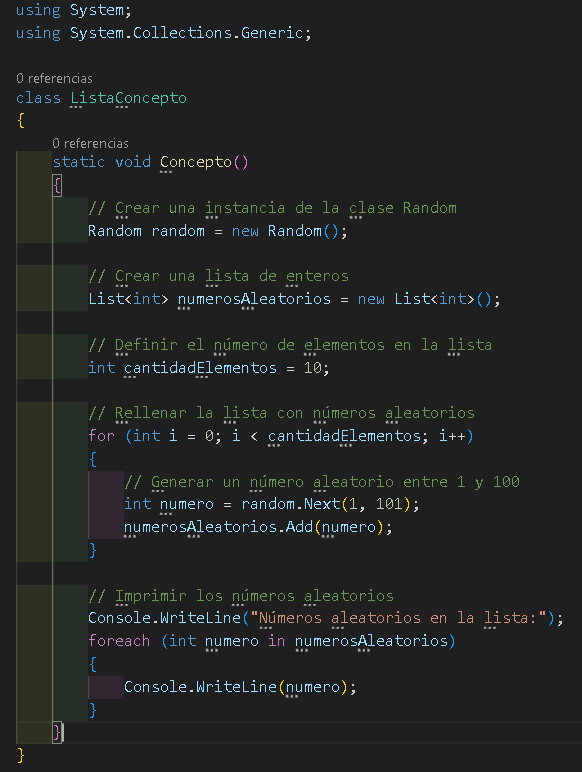 using System;
using System.Collections.Generic;
0 referencias
class ListaConcepto
{
0 referencias
static void Concepto()
{
// Crear una instancia de la clase Random
Random random = new Random();
// Crear una lista de enteros
List<int> numerosAleatorios = new List<int>();
// Definir el número de elementos en la lista
int cantidadElementos = 10;
// Rellenar la lista con números aleatorios
for (int i = 0; i < cantidadElementos; i++)
{
// Generar un número aleatorio entre 1 y 100
int numero = random.Next(1, 101);
numerosAleatorios.Add(numero);
}
// Imprimir los números aleatorios
Console.WriteLine("Números aleatorios en la lista:");
foreach (int numero in numerosAleatorios)
{
Console.WriteLine(numero);
}
}
}